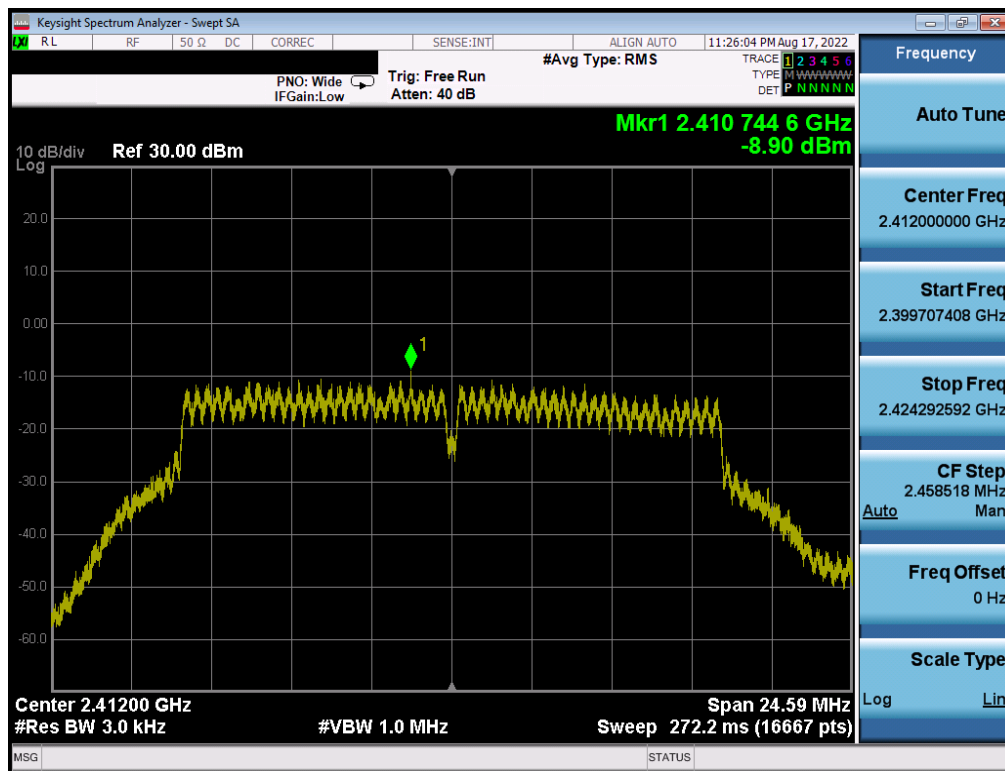 Keysight Spectrum Analyzer - Swept SA
LXI RL RF 50 Ω DC CORREC SENSE:INT ALIGN AUTO 11:26:04 PM Aug 17, 2022
#Avg Type: RMS
PNO: Wide
IFGain:Low
Trig: Free Run
Atten: 40 dB
TRACE 1 2 3 4 5 6
TYPE M WWWWW
DET P N N N N N
Mkr1 2.410 744 6 GHz
-8.90 dBm
10 dB/div Ref 30.00 dBm
Log
20.0
10.0
0.00
1
-10.0
-20.0
-30.0
-40.0
-50.0
-60.0
Center 2.41200 GHz Span 24.59 MHz
#Res BW 3.0 kHz #VBW 1.0 MHz Sweep 272.2 ms (16667 pts)
MSG STATUS
Frequency
Auto Tune
Center Freq
2.412000000 GHz
Start Freq
2.399707408 GHz
Stop Freq
2.424292592 GHz
CF Step
2.458518 MHz
Auto Man
Freq Offset
0 Hz
Scale Type
Log Lin